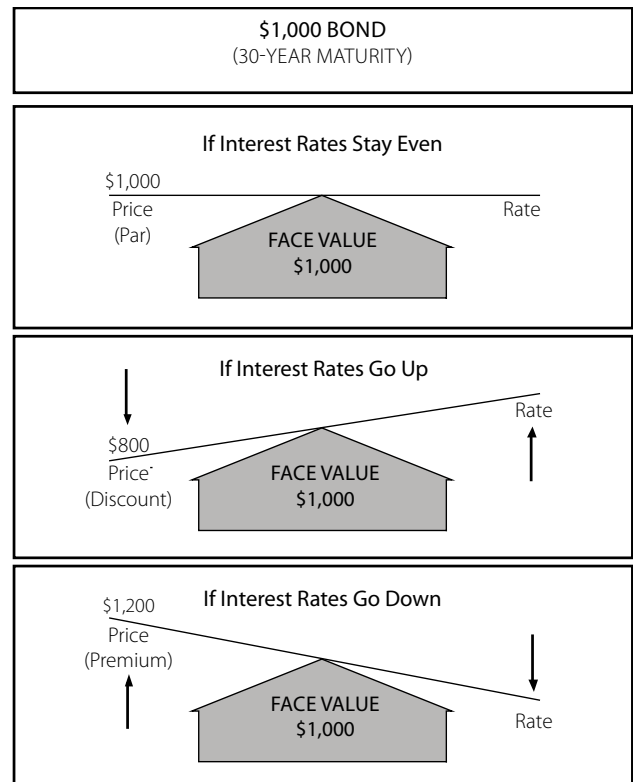 $1,000 BOND
(30-YEAR MATURITY)
If Interest Rates Stay Even
$1,000
Price
(Par)
Rate
FACE VALUE
$1,000
If Interest Rates Go Up
Rate
$800
Price
(Discount)
FACE VALUE
$1,000
If Interest Rates Go Down
$1,200
Price
(Premium)
FACE VALUE
$1,000
Rate